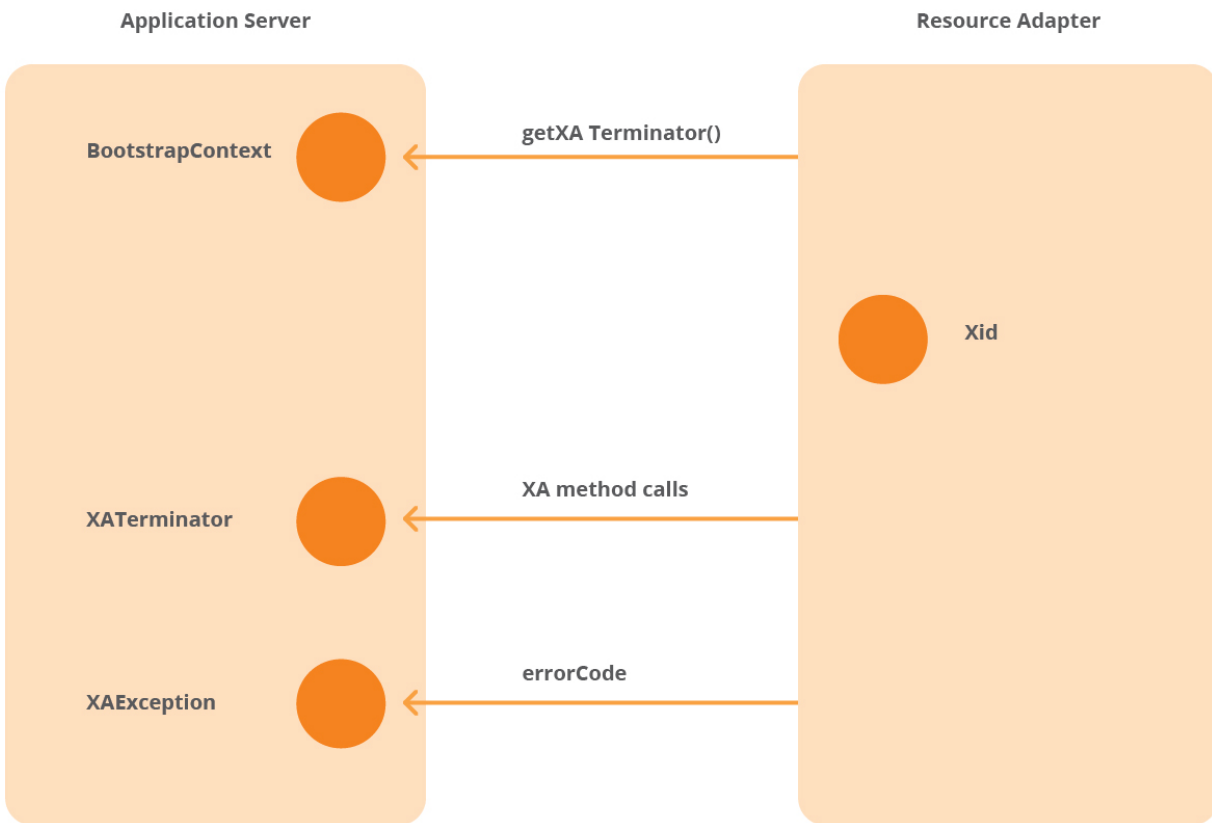 Application Server
Resource Adapter
getXA Terminator()
BootstrapContext
Xid
XA method calls
XATerminator
errorCode
XAException